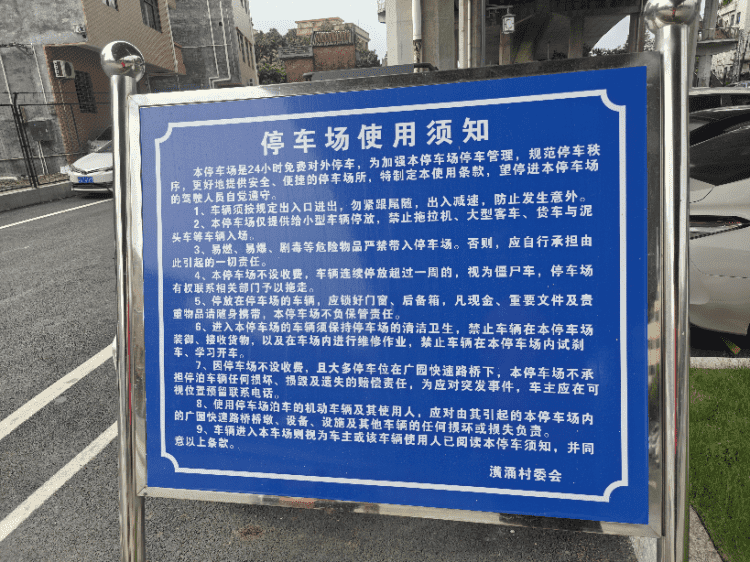 停车场使用须知
本停车场是24小时免费对外停车，为加强本停车场停车管理，规范停车秩
序，更好地提供安全、便捷的停车场所，特制定本使用条款，望停进本停车场
的驾驶人员自觉遵守。
1、车辆须按规定出入口进出，勿紧跟尾随，出入减速，防止发生意外。
2、本停车场仅提供给小型车辆停放，禁止拖拉机、大型客车、货车与泥
头车等车辆入场。
3、易燃、易爆、剧毒等危险物品严禁带入停车场。否则，应自行承担由
此引起的一切责任。
4、本停车场不设收费，车辆连续停放超过一周的，视为僵尸车，停车场
有权联系相关部门予以拖走。
5、停放在停车场的车辆，应锁好门窗、后备箱，凡现金、重要文件及贵
重物品请随身携带，本停车场不负保管责任。
6、进入本停车场的车辆须保持停车场的清洁卫生，禁止车辆在本停车场
装卸、接收货物，以及在车场内进行维修作业，禁止车辆在本停车场内试刹
车、学习开车。
7、因停车场不设收费，且大多停车位在广园快速路桥下，本停车场不承
担停泊车辆任何损坏、损毁及遗失的赔偿责任，为应对突发事件，车主应在可
视位置预留联系电话。
8、使用停车场泊车的机动车辆及其使用人，应对由其引起的本停车场内
的广园快速路桥桥墩、设备、设施及其他车辆的任何损坏或损失负责。
9、车辆进入本车场则视为车主或该车辆使用人已阅读本停车须知，并同
意以上条款。
潢涌村委会